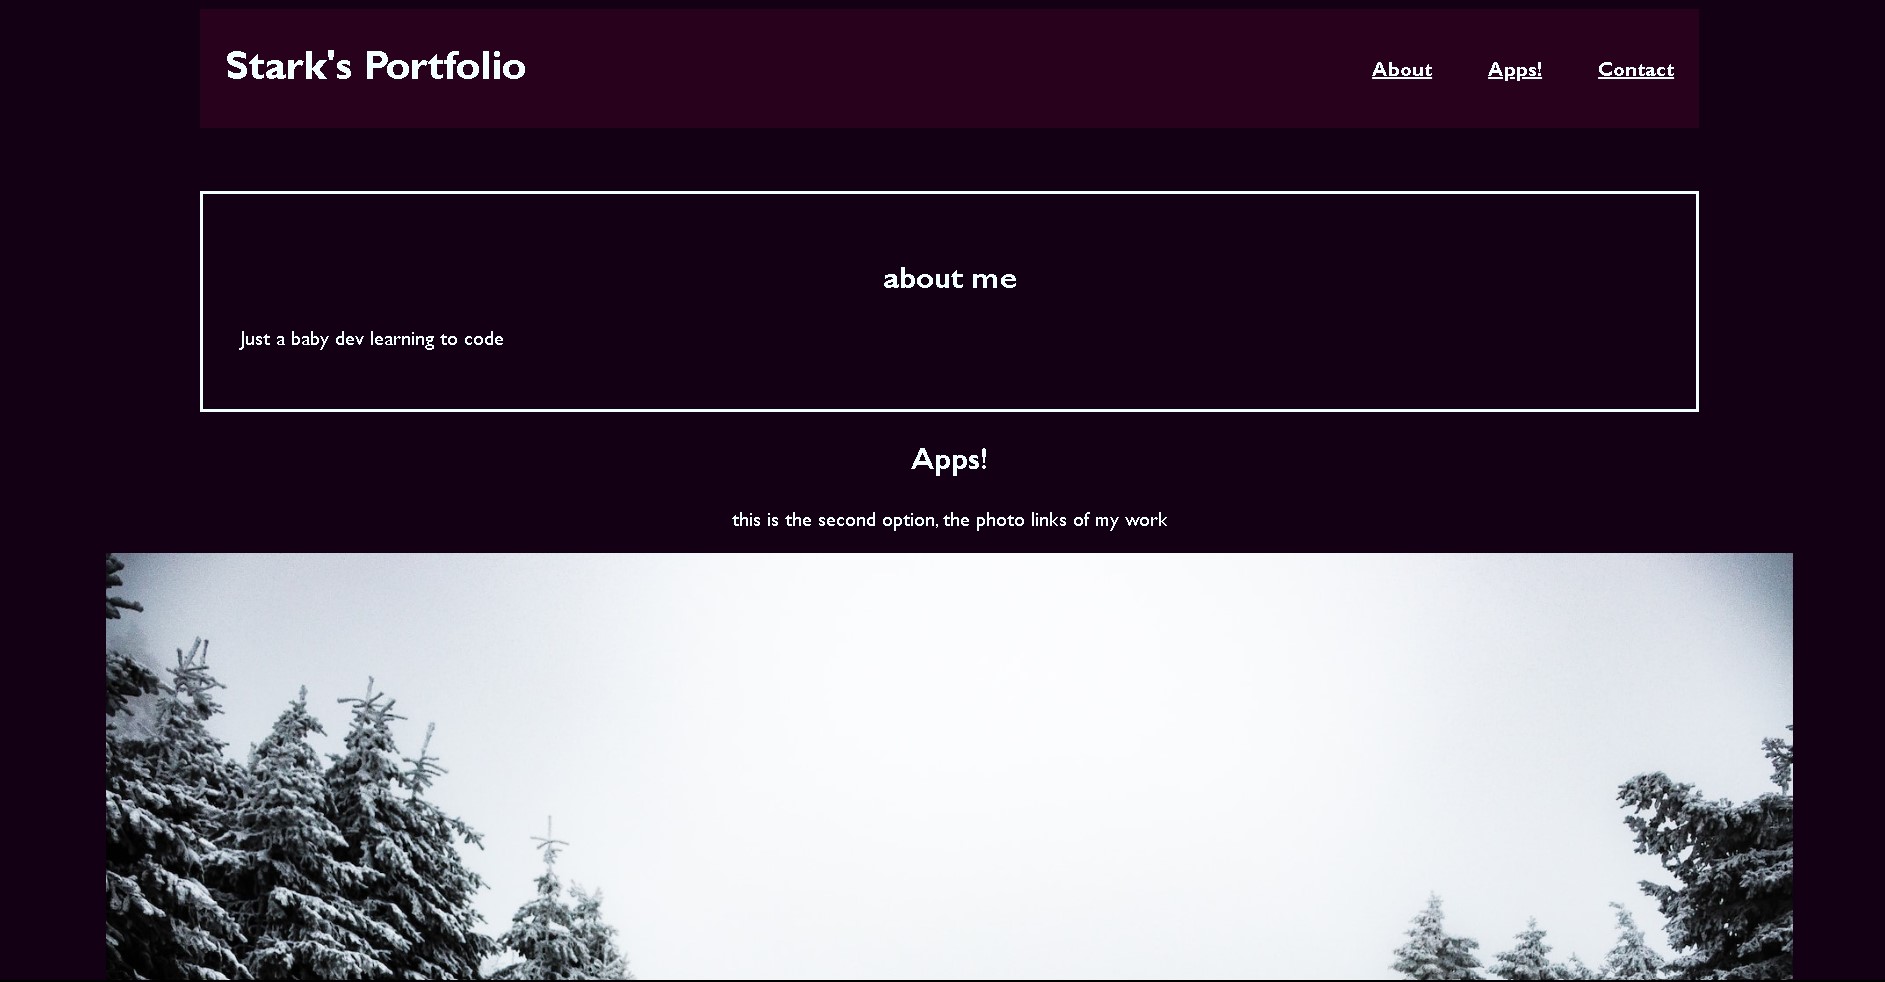 Stark's Portfolio
About Apps! Contact
about me
Just a baby dev learning to code
Apps!
this is the second option, the photo links of my work